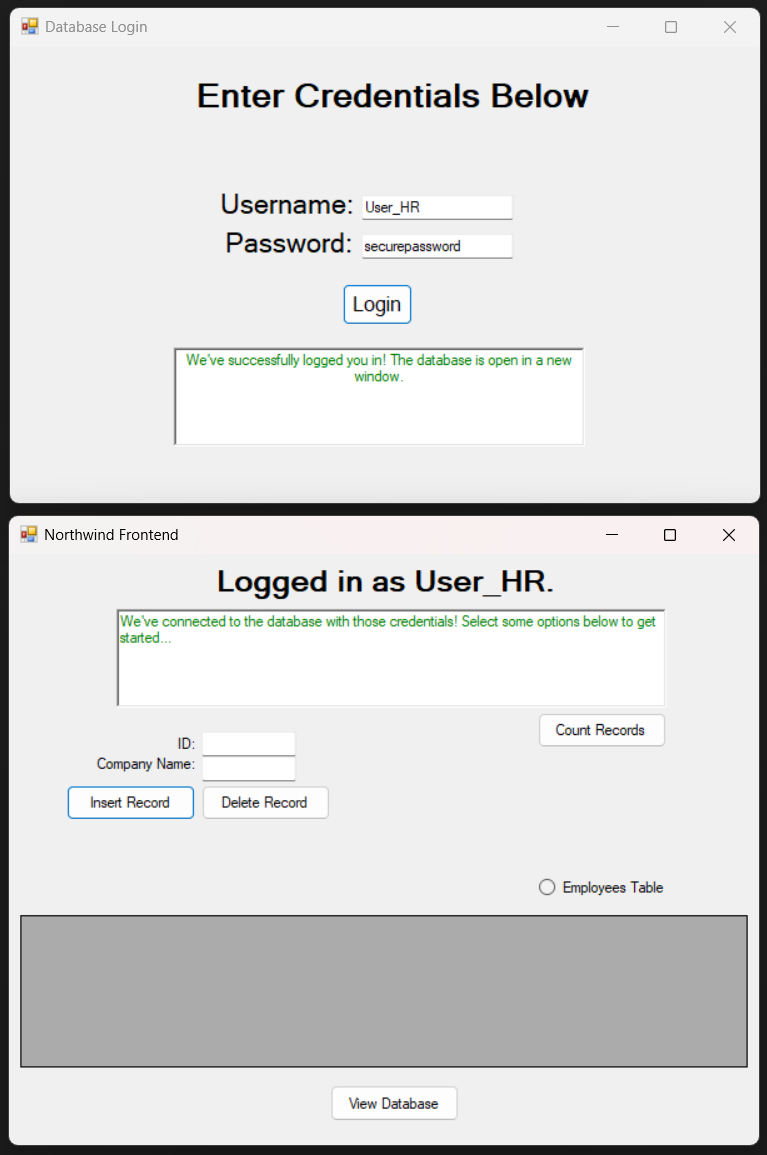 Database Login
Enter Credentials Below
Username: User_HR
Password: securepassword
Login
We've successfully logged you in! The database is open in a new
window.
Northwind Frontend
Logged in as User_HR.
We've connected to the database with those credentials! Select some options below to get
started...
Count Records
ID:
Company Name:
Insert Record Delete Record
Employees Table
View Database